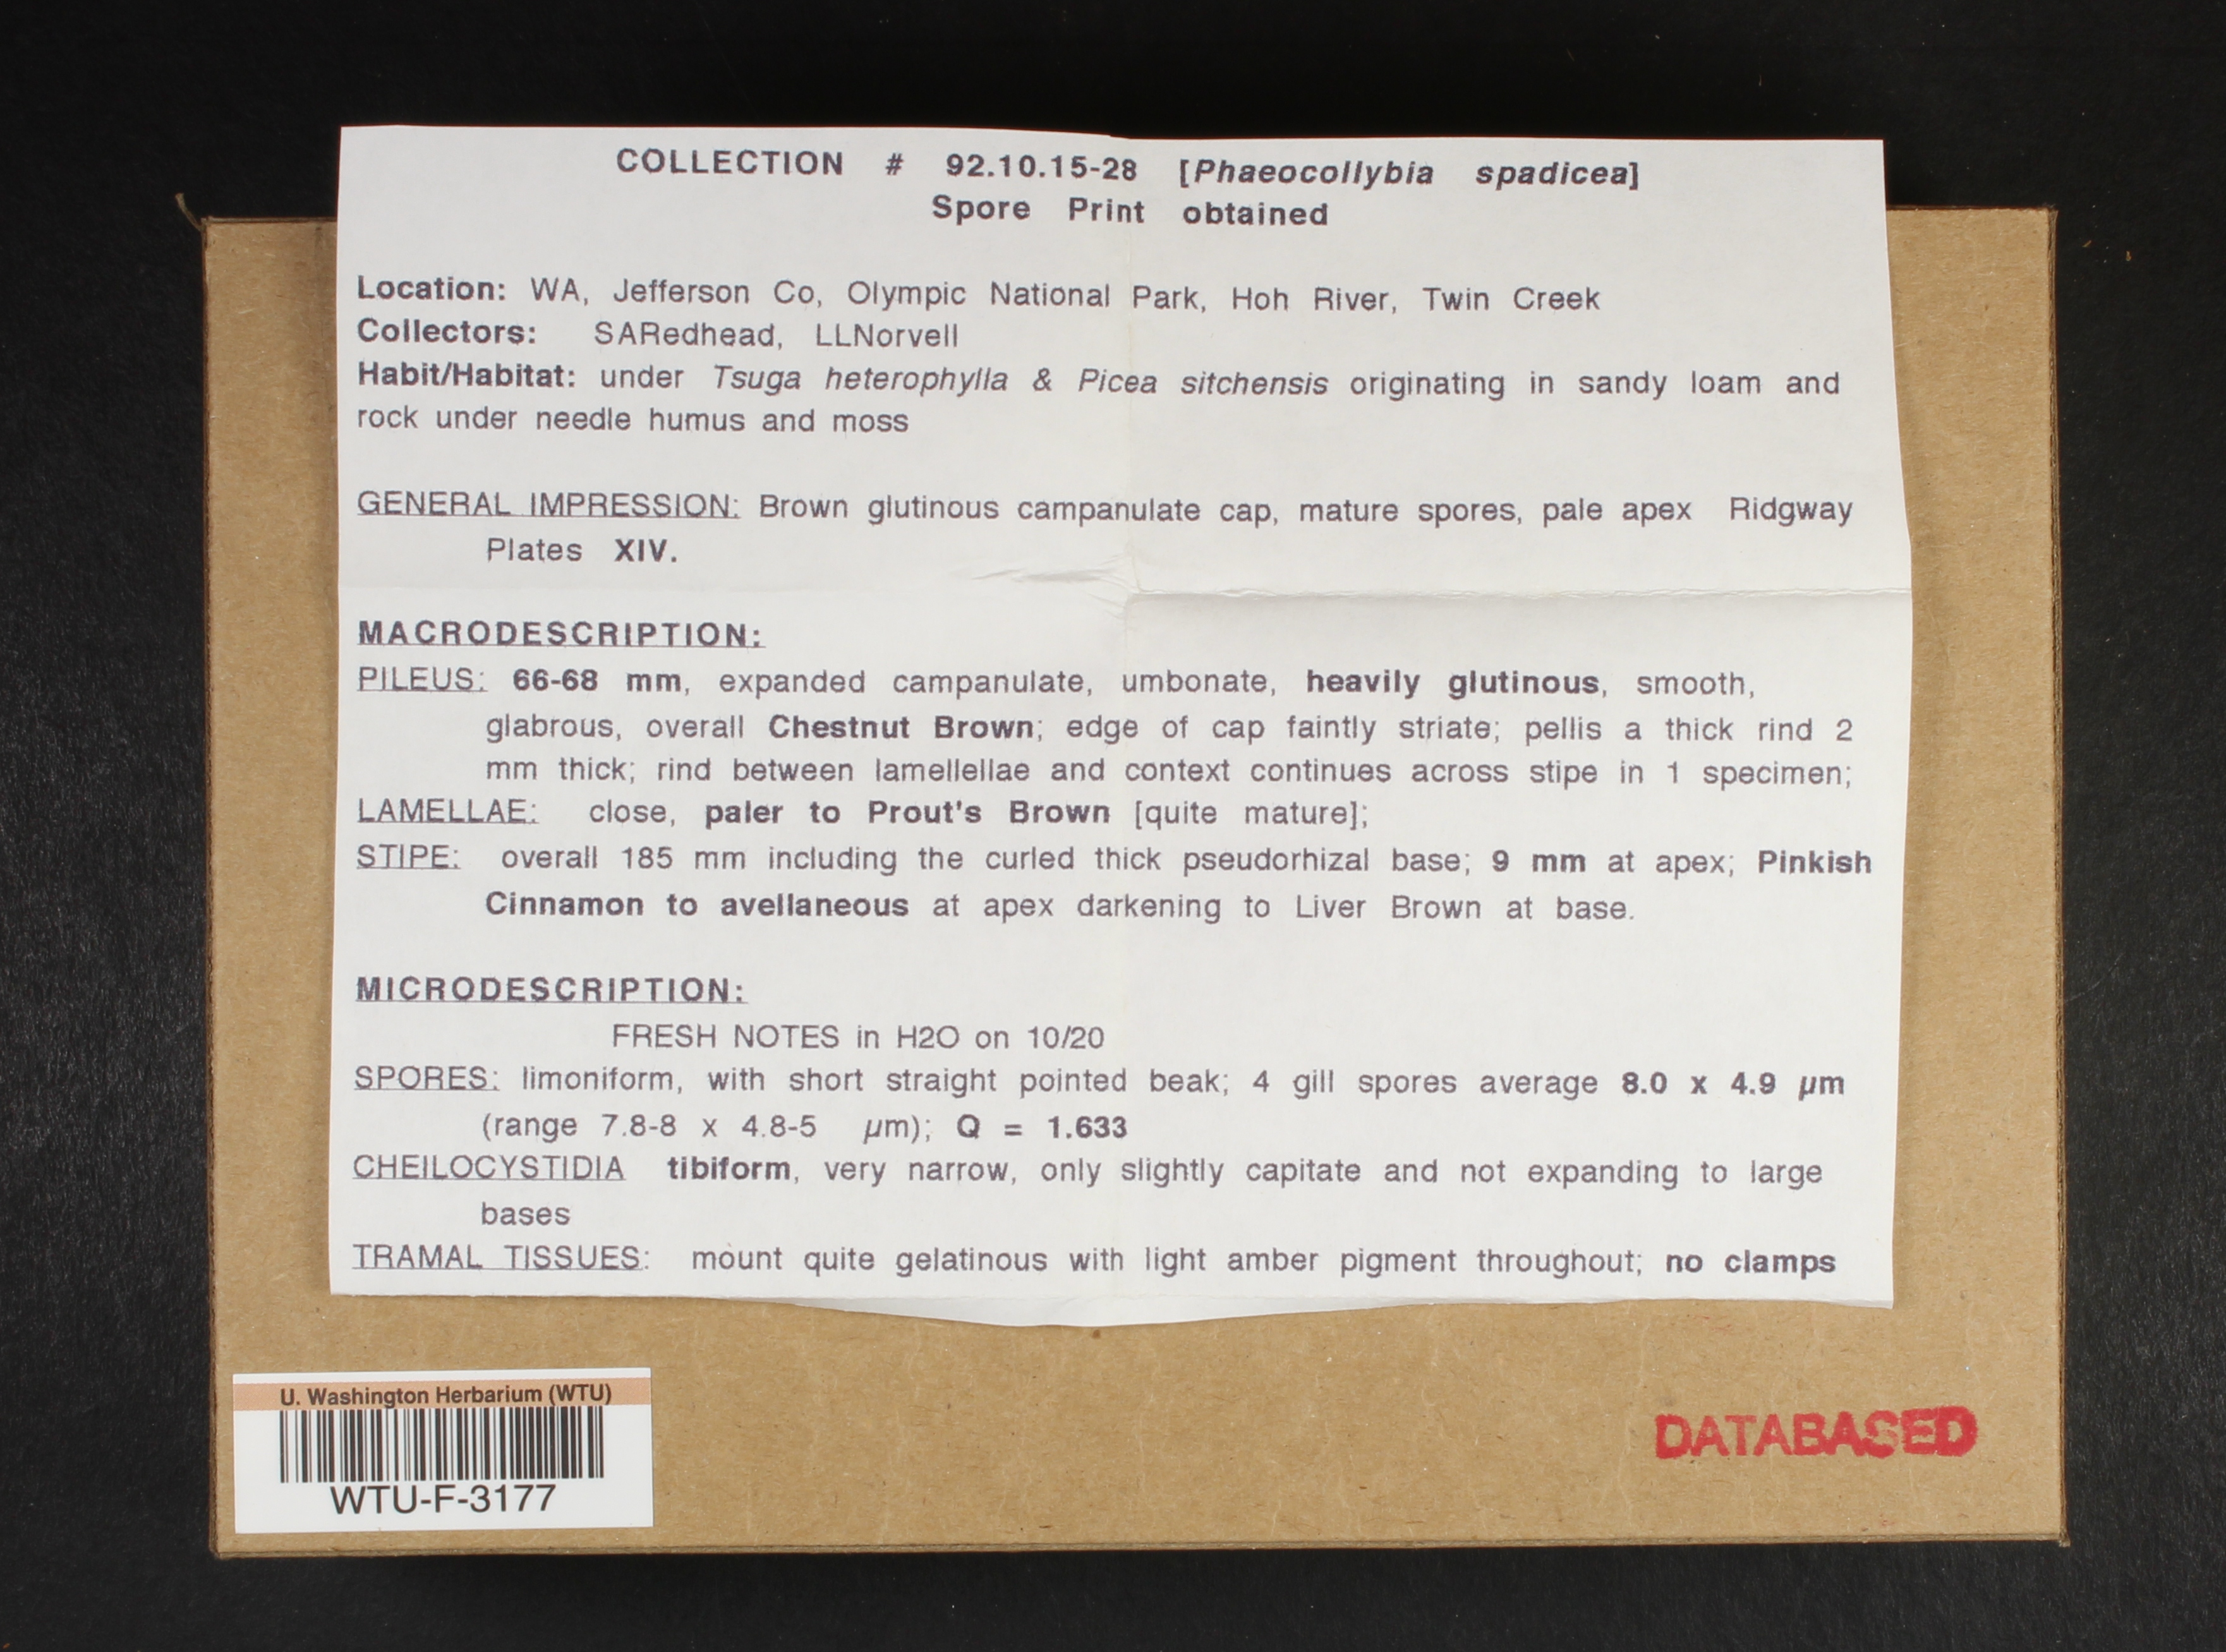 COLLECTION # 92.10.15-28 [Phaeocollybia spadicea]
Spore Print obtained
Location: WA, Jefferson Co, Olympic National Park, Hoh River, Twin Creek
Collectors: SARedhead, LLNorvell
Habit/Habitat: under Tsuga heterophylla & Picea sitchensis originating in sandy loam and
rock under needle humus and moss
GENERAL IMPRESSION: Brown glutinous campanulate cap, mature spores, pale apex Ridgway
Plates XIV.
MACRODESCRIPTION:
PILEUS: 66-68 mm, expanded campanulate, umbonate, heavily glutinous, smooth,
glabrous, overall Chestnut Brown; edge of cap faintly striate; pellis a thick rind 2
mm thick; rind between lamellellae and context continues across stipe in 1 specimen;
LAMELLAE: close, paler to Prout's Brown [quite mature];
STIPE: overall 185 mm including the curled thick pseudorhizal base; 9 mm at apex; Pinkish
Cinnamon to avellaneous at apex darkening to Liver Brown at base.
MICRODESCRIPTION:
FRESH NOTES in H2O on 10/20
SPORES: limoniform, with short straight pointed beak; 4 gill spores average 8.0 x 4.9 µm
(range 7.8-8 x 4.8-5 µm); Q = 1.633
CHEILOCYSTIDIA tibiform, very narrow, only slightly capitate and not expanding to large
bases
TRAMAL TISSUES: mount quite gelatinous with light amber pigment throughout; no clamps
U. Washington Herbarium (WTU)
WTU-F-3177
DATABASED